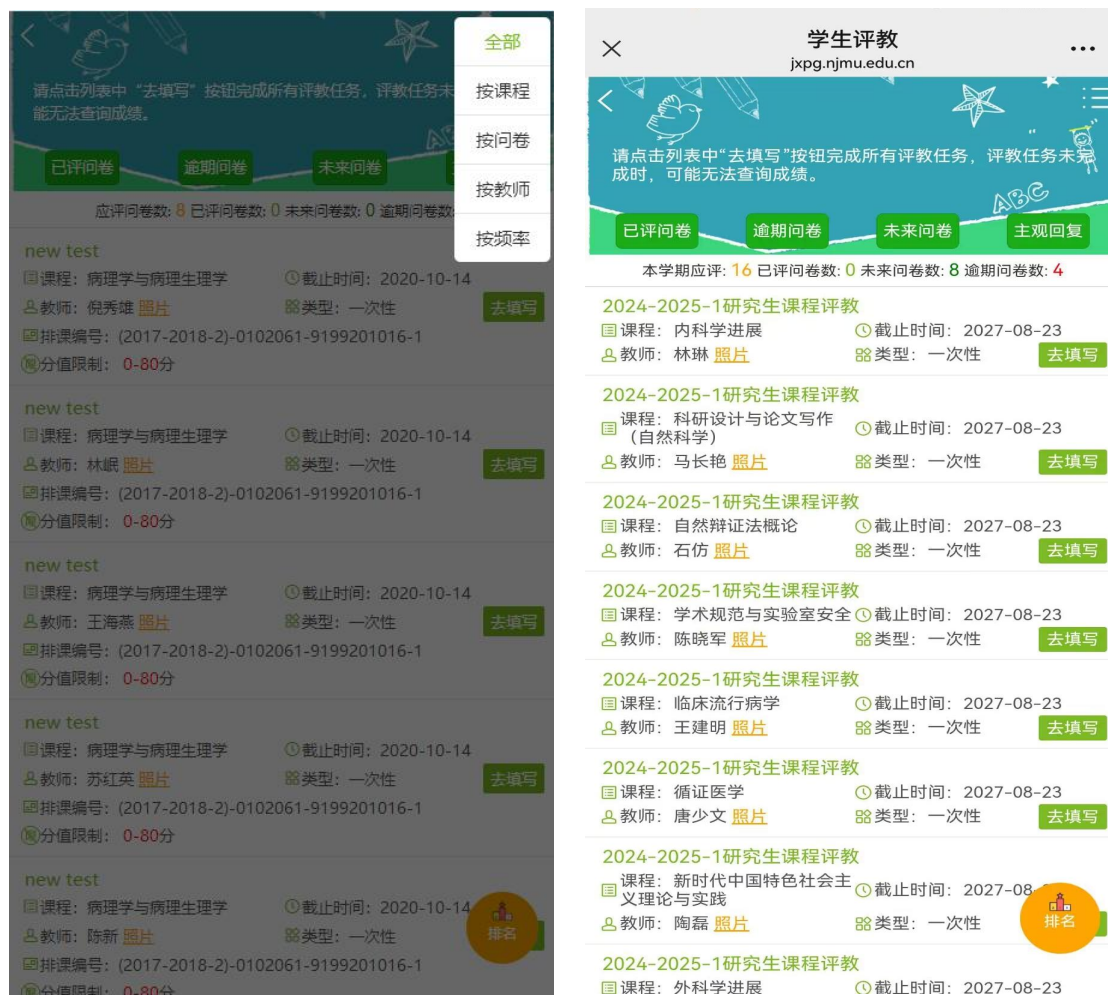 全部
按课程
按问卷
按教师
按频率
请点击列表中“去填写”按钮完成所有评教任务，评教任务未
能无法查询成绩。
已评问卷 逾期问卷 未来问卷
应评问卷数: 8 已评问卷数: 0 未来问卷数: 0 逾期问卷数:
new test
课程：病理学与病理生理学 截止时间：2020-10-14
教师：倪秀雄 照片 类型：一次性 去填写
排课编号：(2017-2018-2)-0102061-9199201016-1
限 分值限制： 0-80分
new test
课程：病理学与病理生理学 截止时间：2020-10-14
教师：林岷 照片 类型：一次性 去填写
排课编号：(2017-2018-2)-0102061-9199201016-1
限 分值限制： 0-80分
new test
课程：病理学与病理生理学 截止时间：2020-10-14
教师：王海燕 照片 类型：一次性 去填写
排课编号：(2017-2018-2)-0102061-9199201016-1
限 分值限制： 0-80分
new test
课程：病理学与病理生理学 截止时间：2020-10-14
教师：苏红英 照片 类型：一次性 去填写
排课编号：(2017-2018-2)-0102061-9199201016-1
限 分值限制： 0-80分
new test
课程：病理学与病理生理学 截止时间：2020-10-14
教师：陈新 照片 类型：一次性
排名
排课编号：(2017-2018-2)-0102061-9199201016-1
分值限制： 0-80分
学生评教
jxpg.njmu.edu.cn
请点击列表中“去填写”按钮完成所有评教任务，评教任务未完
成时，可能无法查询成绩。
ABC
已评问卷 逾期问卷 未来问卷 主观回复
本学期应评: 16 已评问卷数: 0 未来问卷数: 8 逾期问卷数: 4
2024-2025-1研究生课程评教
课程：内科学进展 截止时间：2027-08-23
教师：林琳 照片 类型：一次性 去填写
2024-2025-1研究生课程评教
课程：科研设计与论文写作
（自然科学） 截止时间：2027-08-23
教师：马长艳 照片 类型：一次性 去填写
2024-2025-1研究生课程评教
课程：自然辩证法概论 截止时间：2027-08-23
教师：石仿 照片 类型：一次性 去填写
2024-2025-1研究生课程评教
课程：学术规范与实验室安全 截止时间：2027-08-23
教师：陈晓军 照片 类型：一次性 去填写
2024-2025-1研究生课程评教
课程：临床流行病学 截止时间：2027-08-23
教师：王建明 照片 类型：一次性 去填写
2024-2025-1研究生课程评教
课程：循证医学 截止时间：2027-08-23
教师：唐少文 照片 类型：一次性 去填写
2024-2025-1研究生课程评教
课程：新时代中国特色社会主
义理论与实践 截止时间：2027-08-
教师：陶磊 照片 类型：一次性
排名
2024-2025-1研究生课程评教
课程：外科学进展 截止时间：2027-08-23